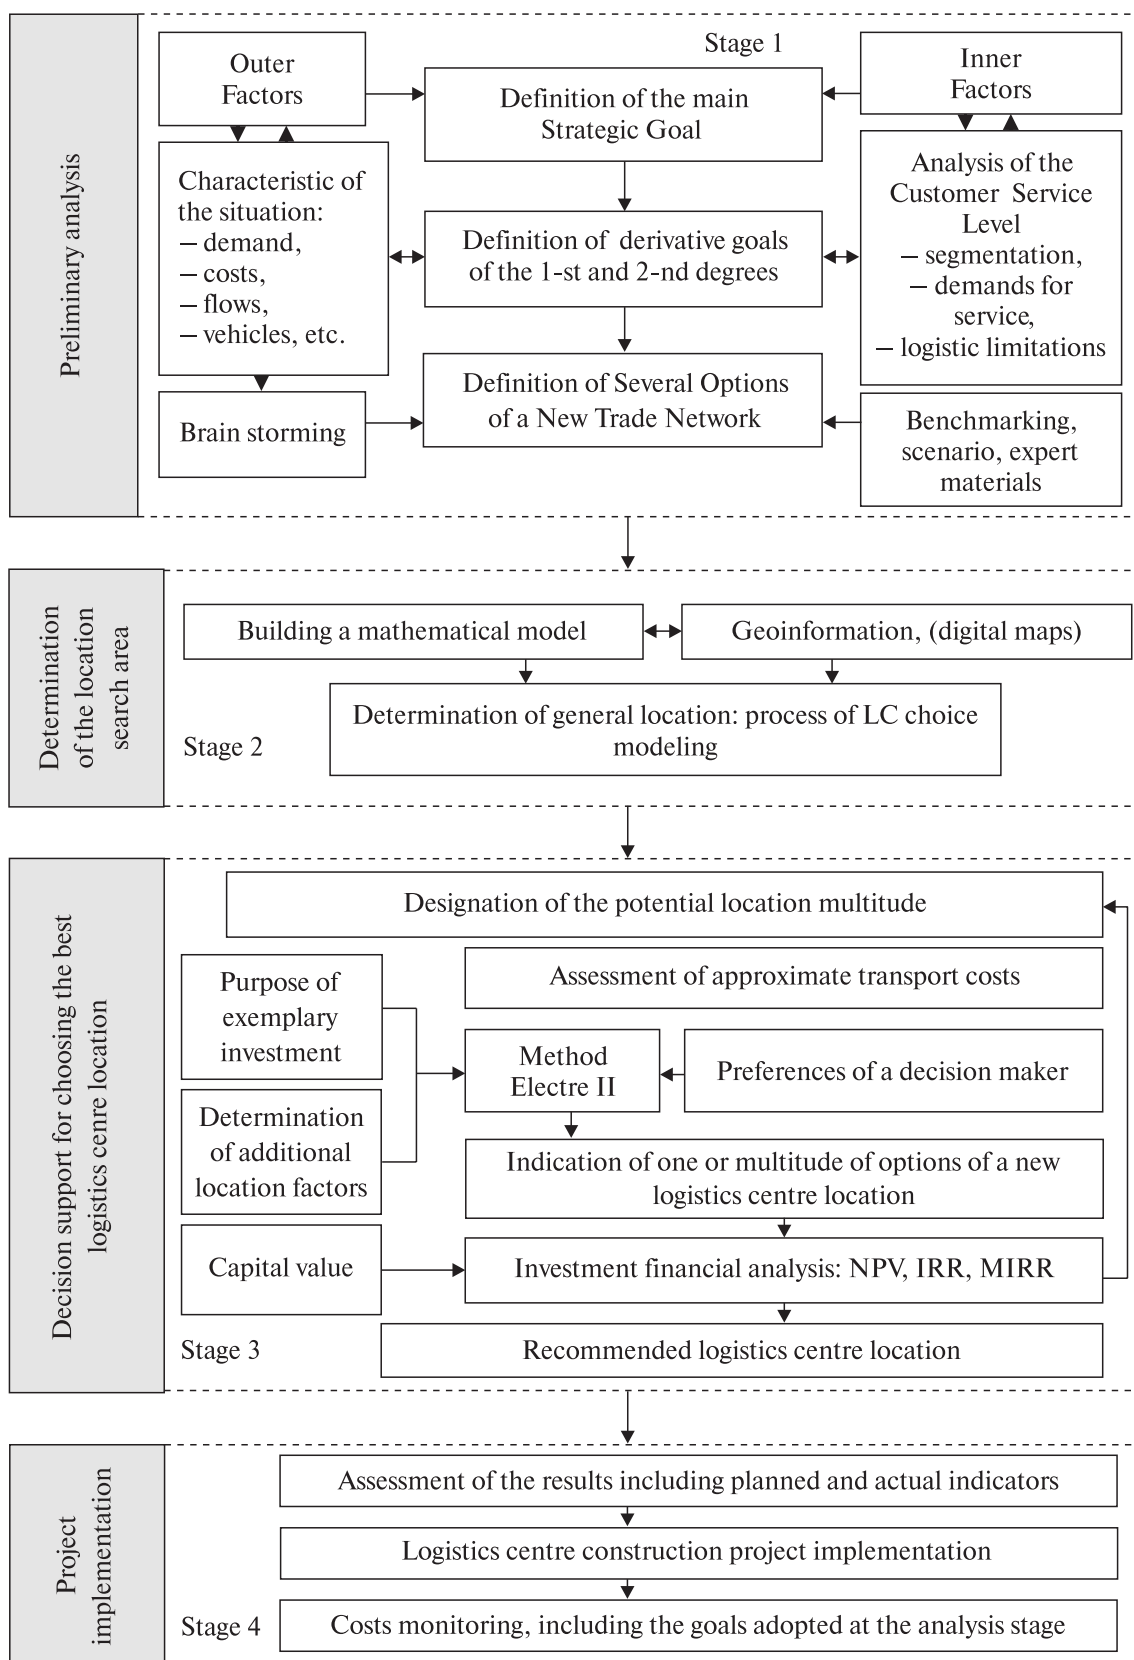 Preliminary analysis
Stage 1
Outer
Factors
Definition of the main
Strategic Goal
Inner
Factors
Characteristic of
the situation:
– demand,
– costs,
– flows,
– vehicles, etc.
Definition of derivative goals
of the 1-st and 2-nd degrees
Analysis of the
Customer Service
Level
– segmentation,
– demands for
service,
– logistic limitations
Brain storming
Definition of Several Options
of a New Trade Network
Benchmarking,
scenario, expert
materials
Determination
of the location
search area
Building a mathematical model
Geoinformation, (digital maps)
Determination of general location: process of LC choice
modeling
Stage 2
Decision support for choosing the best
logistics cenre location
Designation of the potential location multitude
Purpose of
exemplary
investment
Assessment of approximate transport costs
Method
Electre II
Preferences of a decision maker
Determination
of additional
location factors
Indication of one or multitude of options of a new
logistics centre location
Capital value
Investment financial analysis: NPV, IRR, MIRR
Stage 3
Recommended logistics centre location
Project
implementation
Assessment of the results including planned and actual indicators
Logistics centre construction project implementation
Stage 4
Costs monitoring, including the goals adopted at the analysis stage